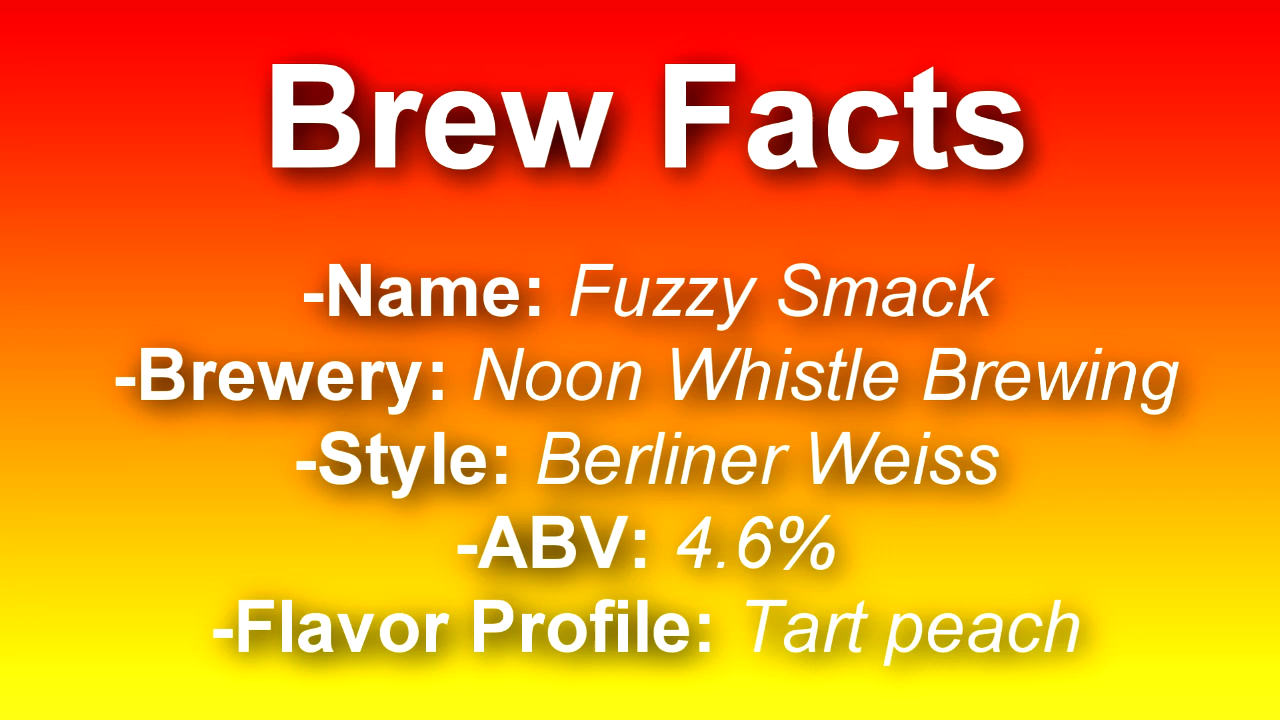 Brew Facts
-Name: Fuzzy Smack
-Brewery: Noon Whistle Brewing
-Style: Berliner Weiss
-ABV: 4.6%
-Flavor Profile: Tart peach